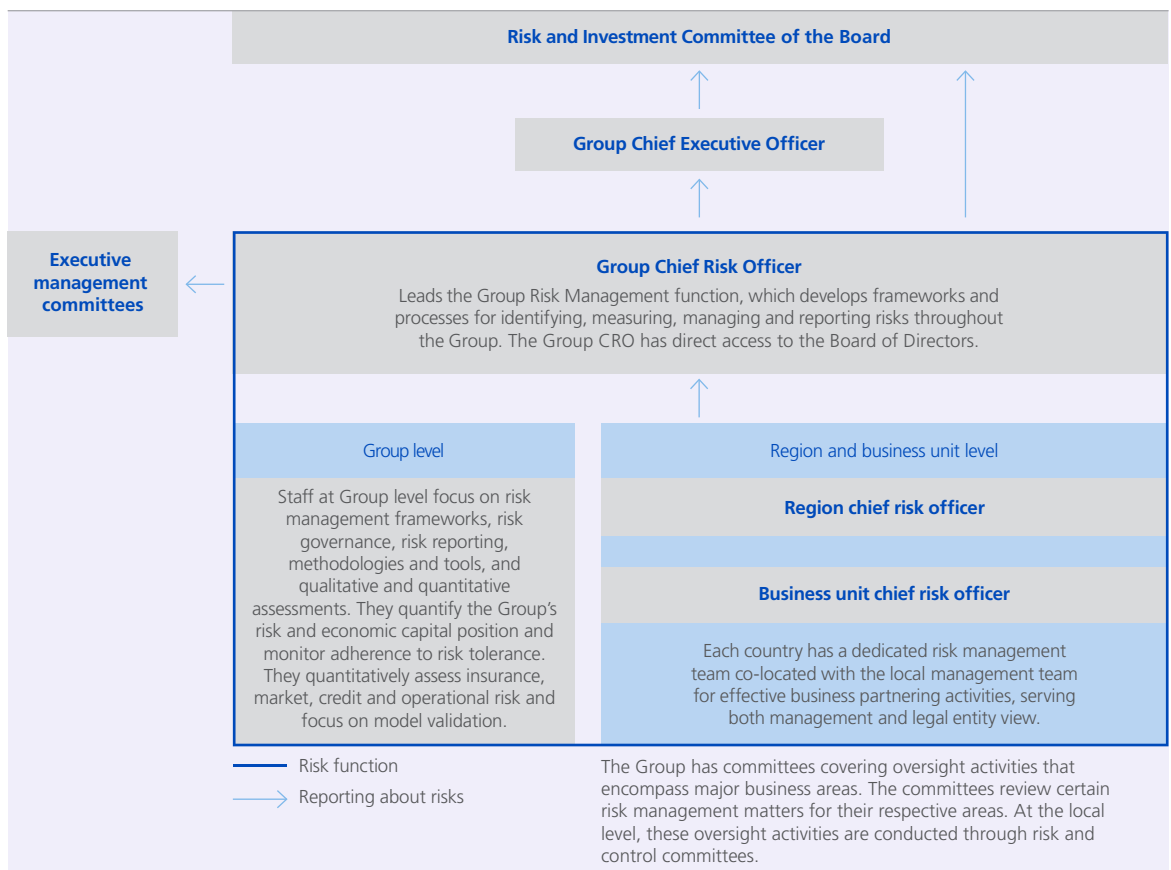 Risk and Investment Committee of the Board
Group Chief Executive Officer
Executive
management
committees
Group Chief Risk Officer
Leads the Group Risk Management function, which develops frameworks and
processes for identifying, measuring, managing and reporting risks throughout
the Group. The Group CRO has direct access to the Board of Directors.
Group level
Staff at Group level focus on risk
management frameworks, risk
governance, risk reporting,
methodologies and tools, and
qualitative and quantitative
assessments. They quantify the Group’s
risk and economic capital position and
monitor adherence to risk tolerance.
They quantitatively assess insurance,
market, credit and operational risk and
focus on model validation.
Region and business unit level
Region chief risk officer
Business unit chief risk officer
Each country has a dedicated risk management
team co-located with the local management team
for effective business partnering activities, serving
both management and legal entity view.
Risk function
Reporting about risks
The Group has committees covering oversight activities that
encompass major business areas. The committees review certain
risk management matters for their respective areas. At the local
level, these oversight activities are conducted through risk and
control committees.